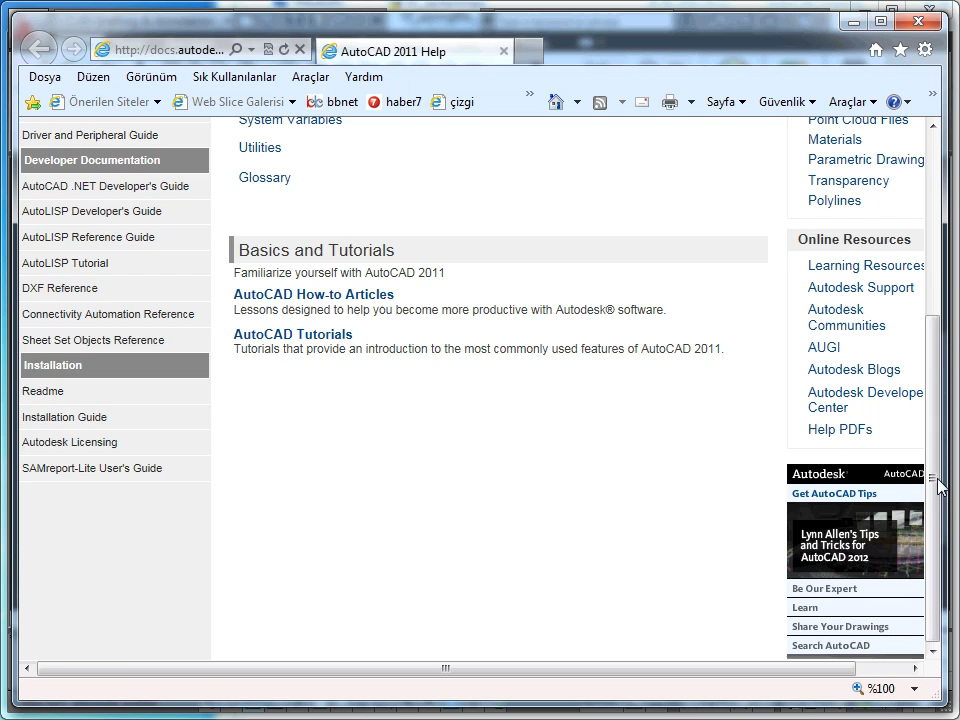 http://docs.autode...
AutoCAD 2011 Help
Dosya Düzen Görünüm Sık Kullanılanlar Araçlar Yardım
Önerilen Siteler Web Slice Galerisi bbnet haber7 çizgi » Sayfa Güvenlik Araçlar »
Driver and Peripheral Guide
Developer Documentation
AutoCAD .NET Developer's Guide
AutoLISP Developer's Guide
AutoLISP Reference Guide
AutoLISP Tutorial
DXF Reference
Connectivity Automation Reference
Sheet Set Objects Reference
Installation
Readme
Installation Guide
Autodesk Licensing
SAMreport-Lite User's Guide
System Variables
Utilities
Glossary
Basics and Tutorials
Familiarize yourself with AutoCAD 2011
AutoCAD How-to Articles
Lessons designed to help you become more productive with Autodesk® software.
AutoCAD Tutorials
Tutorials that provide an introduction to the most commonly used features of AutoCAD 2011.
Point Cloud Files
Materials
Parametric Drawing
Transparency
Polylines
Online Resources
Learning Resources
Autodesk Support
Autodesk
Communities
AUGI
Autodesk Blogs
Autodesk Develope
Center
Help PDFs
Autodesk AutoCAD
Get AutoCAD Tips
Lynn Allen's Tips
and Tricks for
AutoCAD 2012
Be Our Expert
Learn
Share Your Drawings
Search AutoCAD
%100